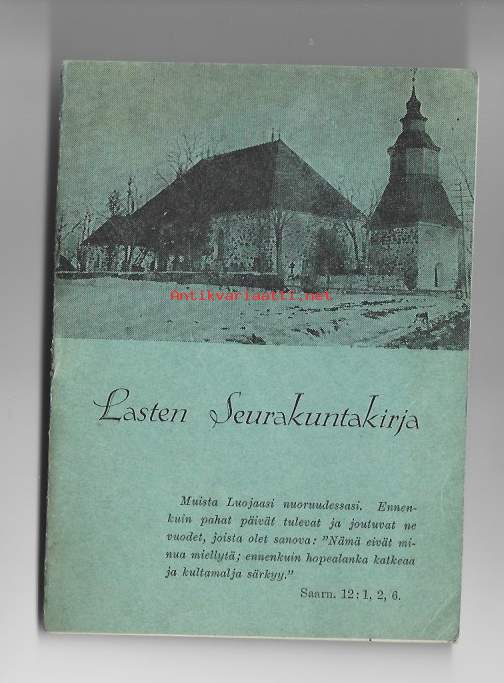 Antikvariaatti.net
Lasten Seurakuntakirja
Muista Luojaasi nuoruudessasi. Ennen-
kuin pahat päivät tulevat ja joutuvat ne
vuodet, joista olet sanova: "Nämä eivät mi-
nua miellytä; ennenkuin hopealanka katkeaa
ja kultamalja särkyy."
Saarn. 12: 1, 2, 6.